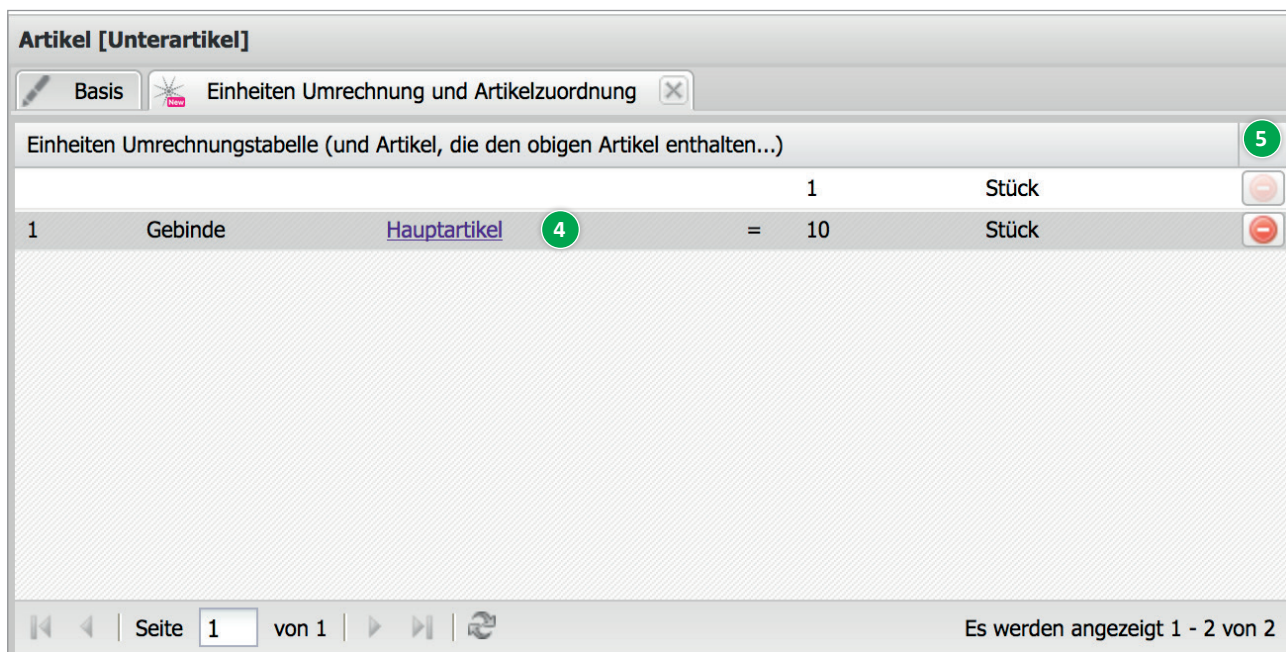 Artikel [Unterartikel]
Basis New Einheiten Umrechnung und Artikelzuordnung
Einheiten Umrechnungstabelle (und Artikel, die den obigen Artikel enthalten...) 5
1 Stück
1 Gebinde Hauptartikel 4 = 10 Stück
Seite 1 von 1 Es werden angezeigt 1 - 2 von 2